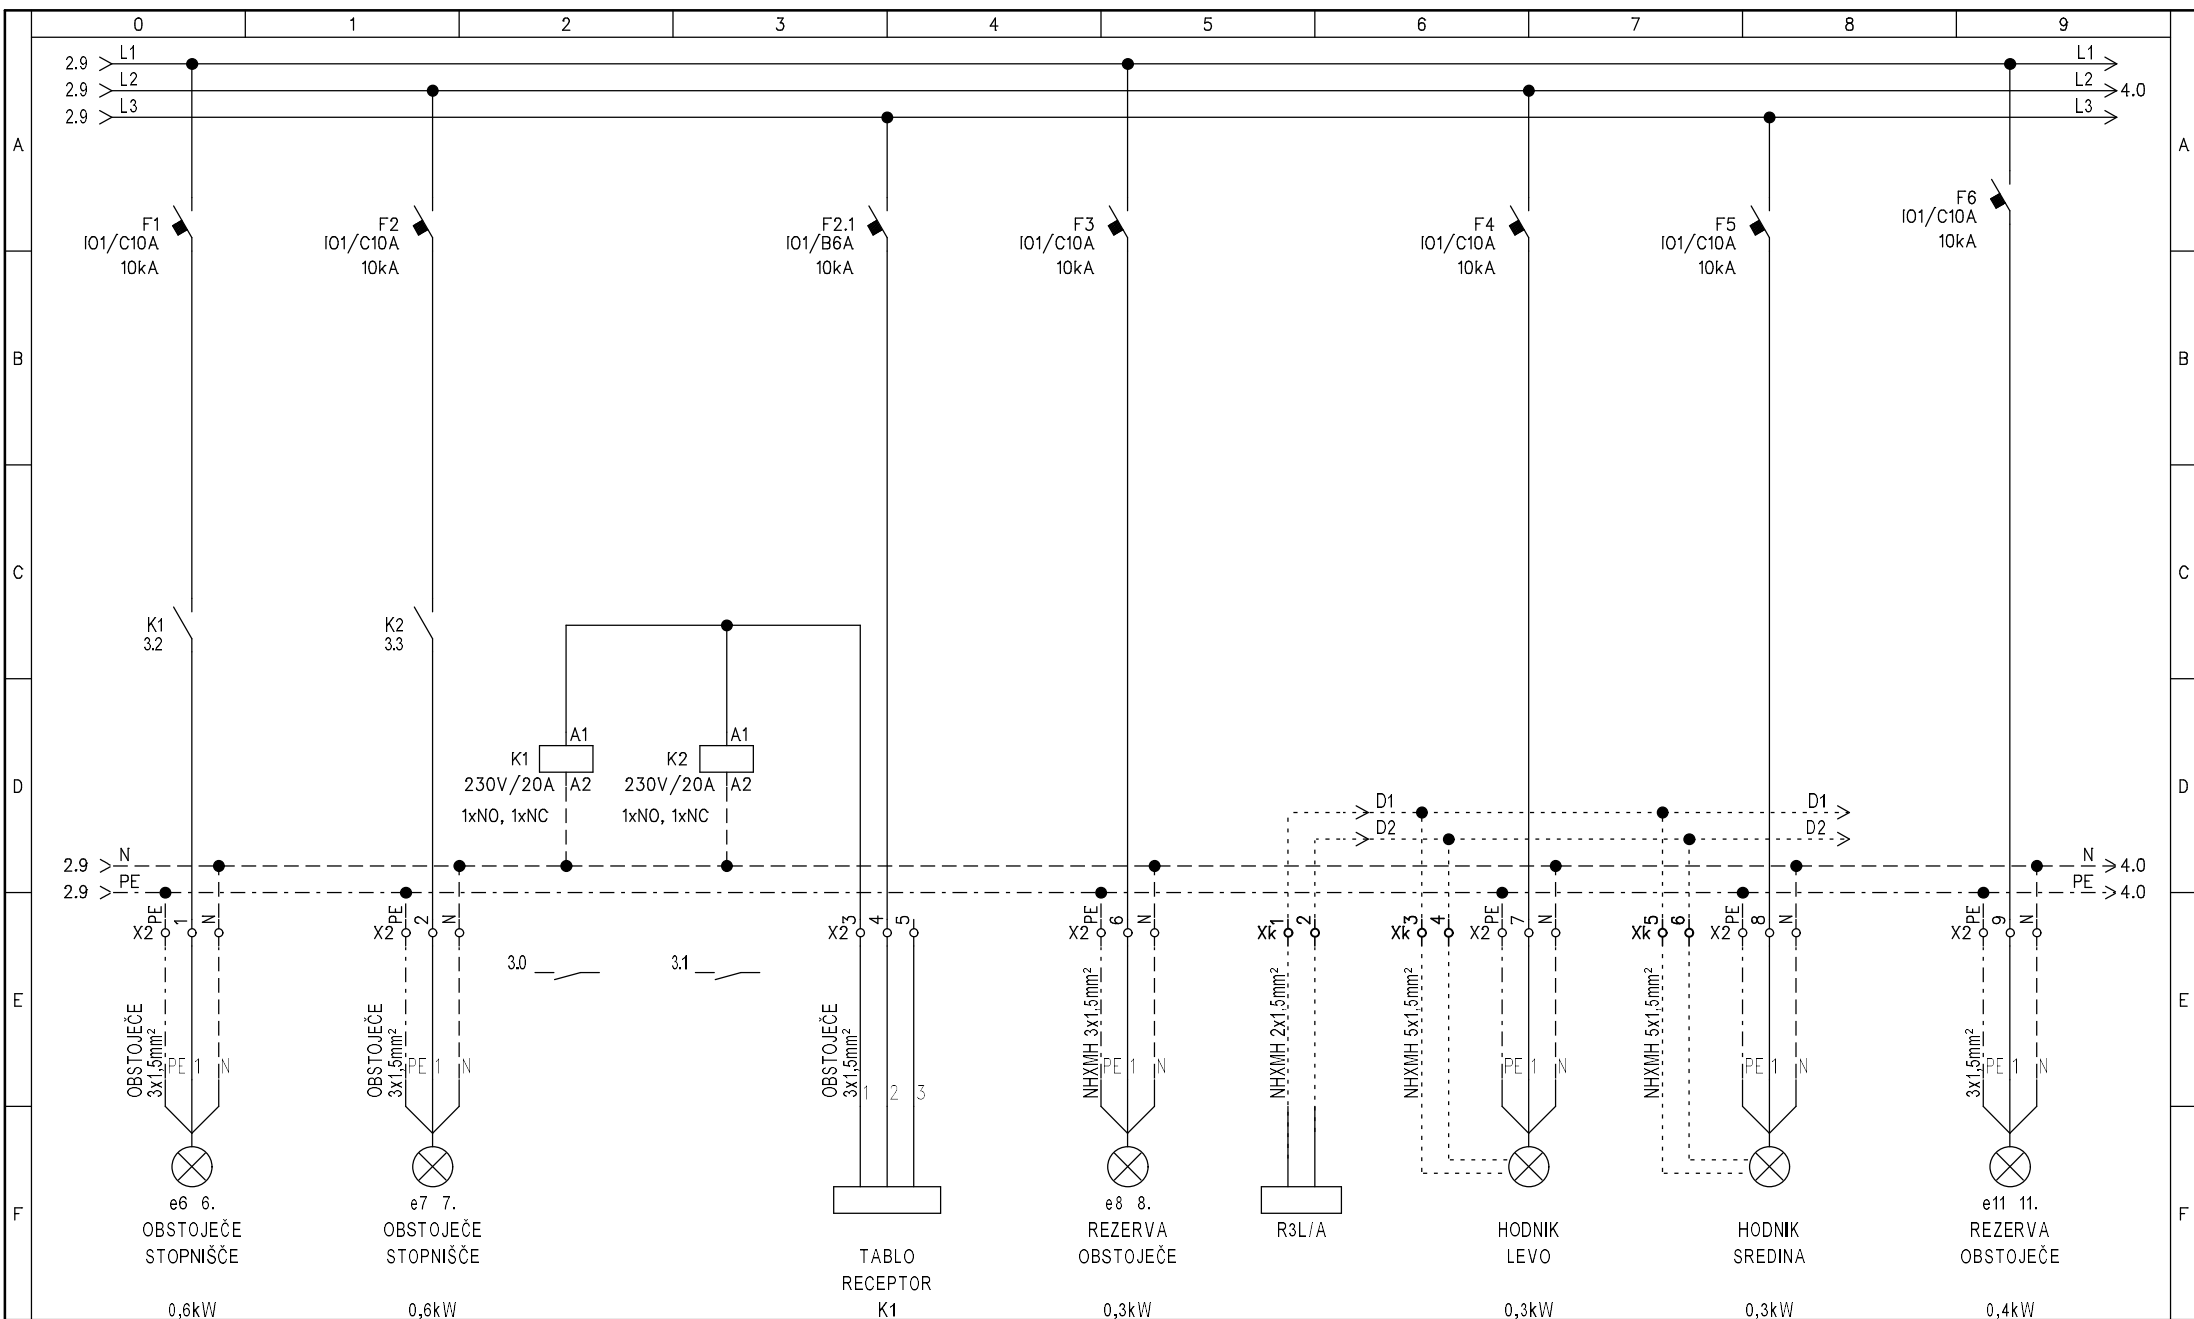 0 1 2 3 4 5 6 7 8 9
2.9 L1 L1
2.9 L2 L2 4.0
2.9 L3 L3
A A
F1 F2 F2.1 F3 F4 F5 F6
I01/C10A I01/C10A I01/B6A I01/C10A I01/C10A I01/C10A I01/C10A
10kA 10kA 10kA 10kA 10kA 10kA 10kA
B B
C C
K1 K2
3.2 3.3
A1 A1
K1 K2
D 230V/20A A2 230V/20A A2 D
1xNO, 1xNC 1xNO, 1xNC
D1 D1
D2 D2
2.9 N N 4.0
2.9 PE PE 4.0
X2 PE 1 N X2 PE 2 N X2 3 4 5 X2 PE 6 N Xk 1 2 Xk 3 4 X2 PE 7 N Xk 5 6 X2 PE 8 N X2 PE 9 N
3.0 3.1
E E
OBSTOJEČE
3x1,5mm²
OBSTOJEČE
3x1,5mm²
OBSTOJEČE
3x1,5mm²
NHXMH 3x1,5mm²
NHXMH 2x1,5mm²
NHXMH 5x1,5mm²
NHXMH 5x1,5mm²
3x1,5mm²
PE 1 N PE 1 N PE 1 N PE 1 N PE 1 N PE 1 N
1 2 3
F F
e6 6.
OBSTOJEČE
STOPNIŠČE
0,6kW
e7 7.
OBSTOJEČE
STOPNIŠČE
0,6kW
TABLO
RECEPTOR
K1
e8 8.
REZERVA
OBSTOJEČE
0,3kW
R3L/A
HODNIK
LEVO
0,3kW
HODNIK
SREDINA
0,3kW
e11 11.
REZERVA
OBSTOJEČE
0,4kW